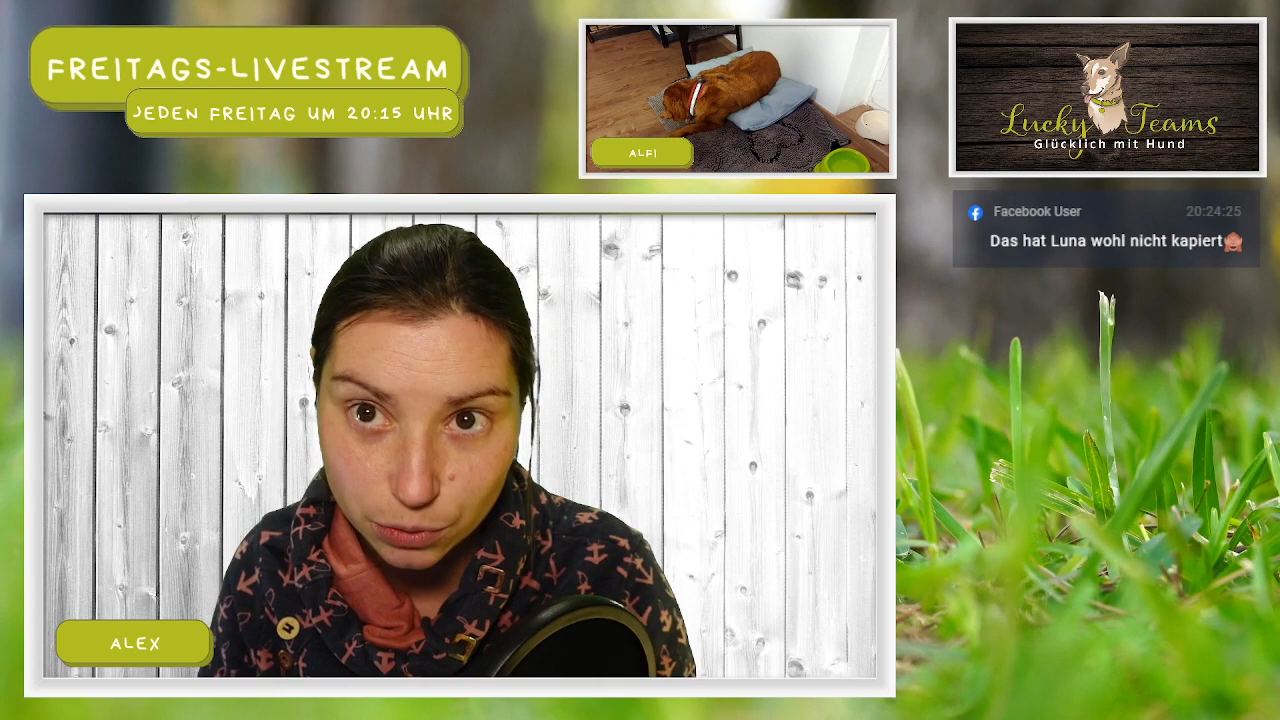 FREITAGS-LIVESTREAM
JEDEN FREITAG UM 20:15 UHR
ALFI
Lucky Teams
Glücklich mit Hund
Facebook User 20:24:25
Das hat Luna wohl nicht kapiert🙈
ALEX